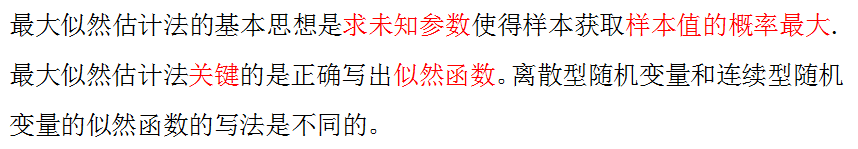 最大似然估计法的基本思想是求未知参数使得样本获取样本值的概率最大.
最大似然估计法关键的是正确写出似然函数。离散型随机变量和连续型随机
变量的似然函数的写法是不同的。